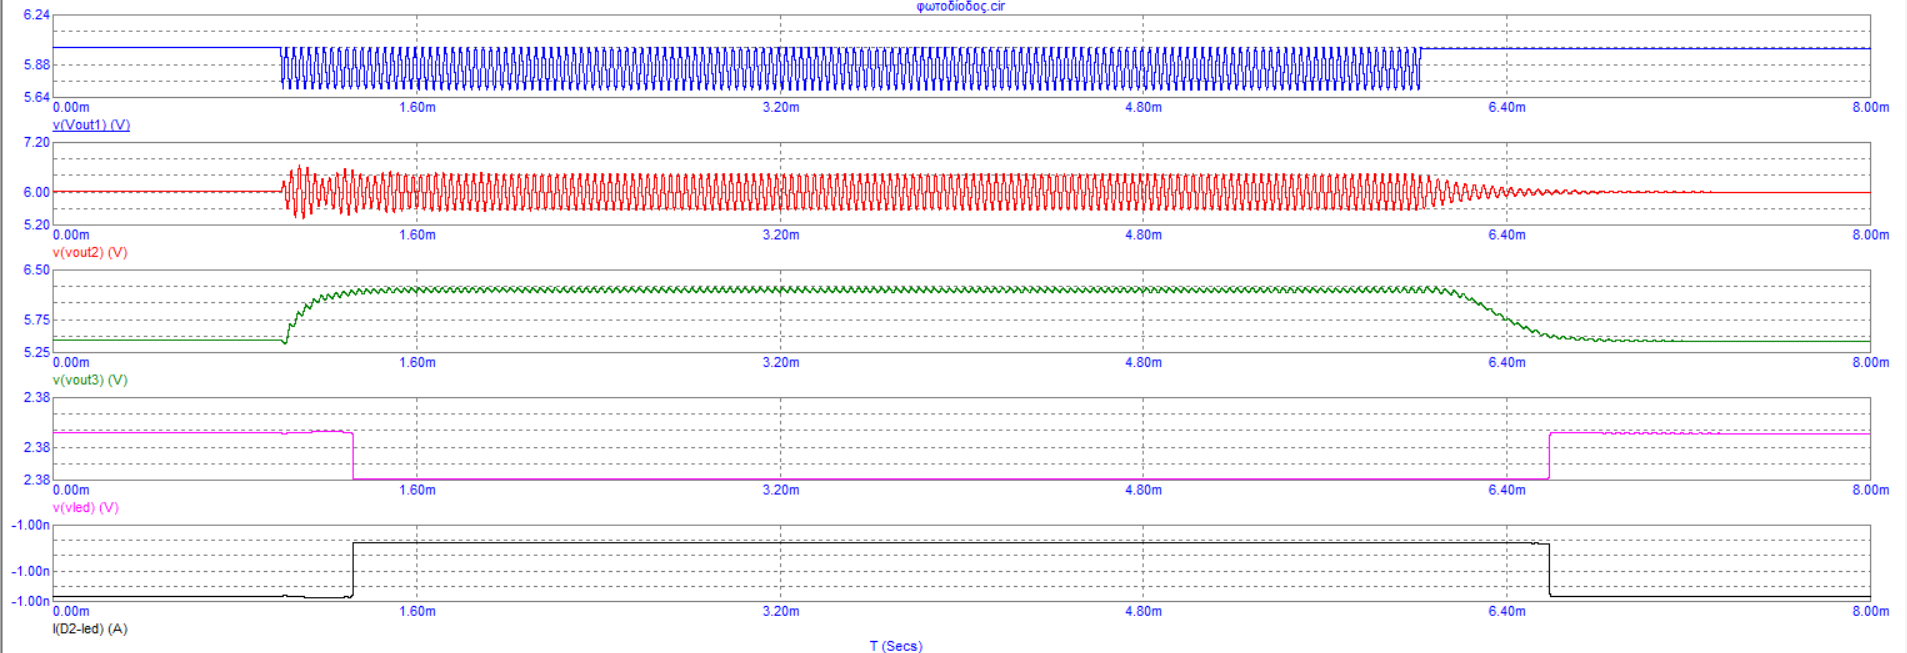 φωτοδίοδος.cir
6.24
5.88
5.64
0.00m 1.60m 3.20m 4.80m 6.40m 8.00m
v(Vout1) (V)
7.20
6.00
5.20
0.00m 1.60m 3.20m 4.80m 6.40m 8.00m
v(vout2) (V)
6.50
5.75
5.25
0.00m 1.60m 3.20m 4.80m 6.40m 8.00m
v(vout3) (V)
2.38
2.38
2.38
0.00m 1.60m 3.20m 4.80m 6.40m 8.00m
v(vled) (V)
-1.00n
-1.00n
-1.00n
0.00m 1.60m 3.20m 4.80m 6.40m 8.00m
I(D2-led) (A)
T (Secs)